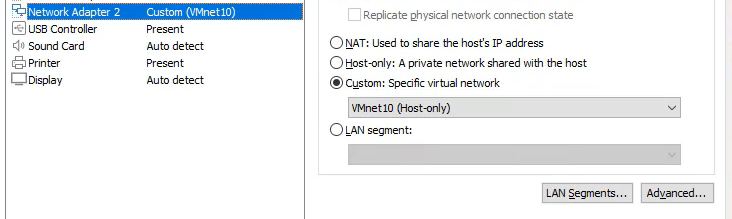 Network Adapter 2 Custom (VMnet10)
USB Controller Present
Sound Card Auto detect
Printer Present
Display Auto detect
Replicate physical network connection state
NAT: Used to share the host's IP address
Host-only: A private network shared with the host
Custom: Specific virtual network
VMnet10 (Host-only)
LAN segment:
LAN Segments... Advanced...